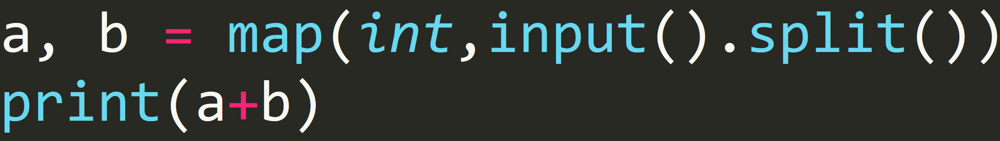 a, b = map(int,input().split())
print(a+b)